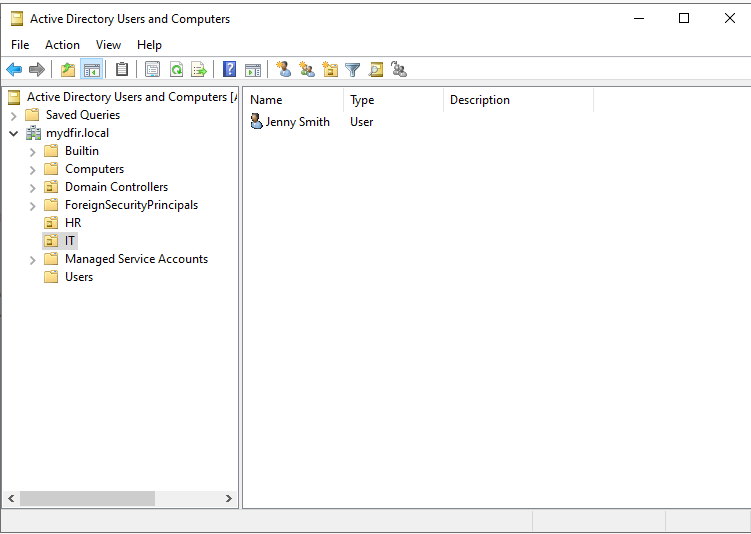 Active Directory Users and Computers
File Action View Help
Active Directory Users and Computers [
Saved Queries
mydfir.local
Builtin
Computers
Domain Controllers
ForeignSecurityPrincipals
HR
IT
Managed Service Accounts
Users
Name Type Description
Jenny Smith User